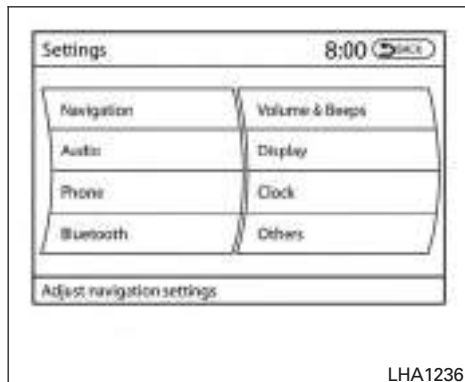 Settings 8:00 BACK
Navigation Volume & Beeps
Audio Display
Phone Clock
Bluetooth Others
Adjust navigation settings
LHA1236